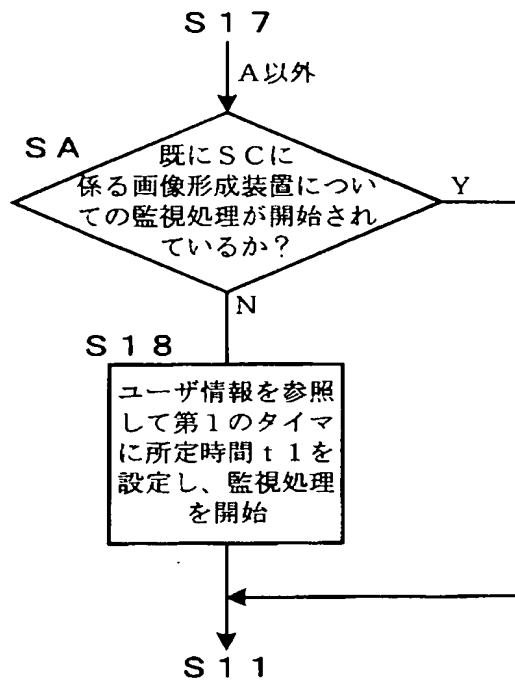 S17
A以外
SA
既にSCに
係る画像形成装置につい
ての監視処理が開始され
ているか?
Y
N
S18
ユーザ情報を参照
して第1のタイマ
に所定時間t1を
設定し、監視処理
を開始
S11